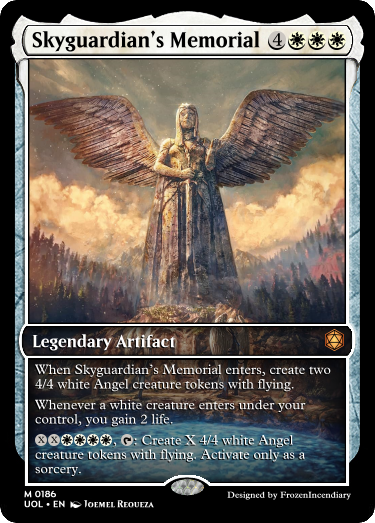 Skyguardian's Memorial 4
Legendary Artifact
When Skyguardian's Memorial enters, create two
4/4 white Angel creature tokens with flying.
Whenever a white creature enters under your
control, you gain 2 life.
X X , : Create X 4/4 white Angel
creature tokens with flying. Activate only as a
sorcery.
M 0186
UOL • EN Joemel Requeza
Designed by FrozenIncendiary